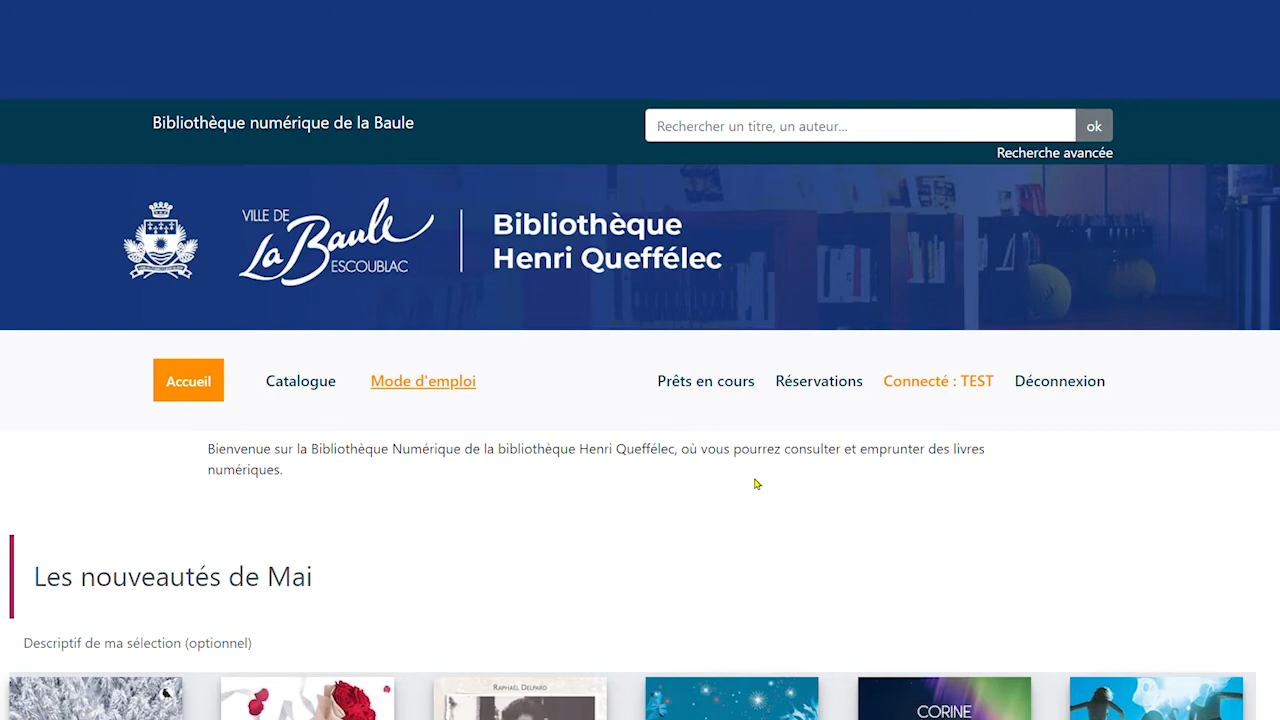 Bibliothèque numérique de la Baule
Rechercher un titre, un auteur...
ok
Recherche avancée
VILLE DE
La Baule
ESCOUBLAC
Bibliothèque
Henri Queffélec
Accueil
Catalogue
Mode d'emploi
Prêts en cours
Réservations
Connecté : TEST
Déconnexion
Bienvenue sur la Bibliothèque Numérique de la bibliothèque Henri Queffélec, où vous pourrez consulter et emprunter des livres
numériques.
Les nouveautés de Mai
Descriptif de ma sélection (optionnel)
RAPHAËL DELPARD
CORINE